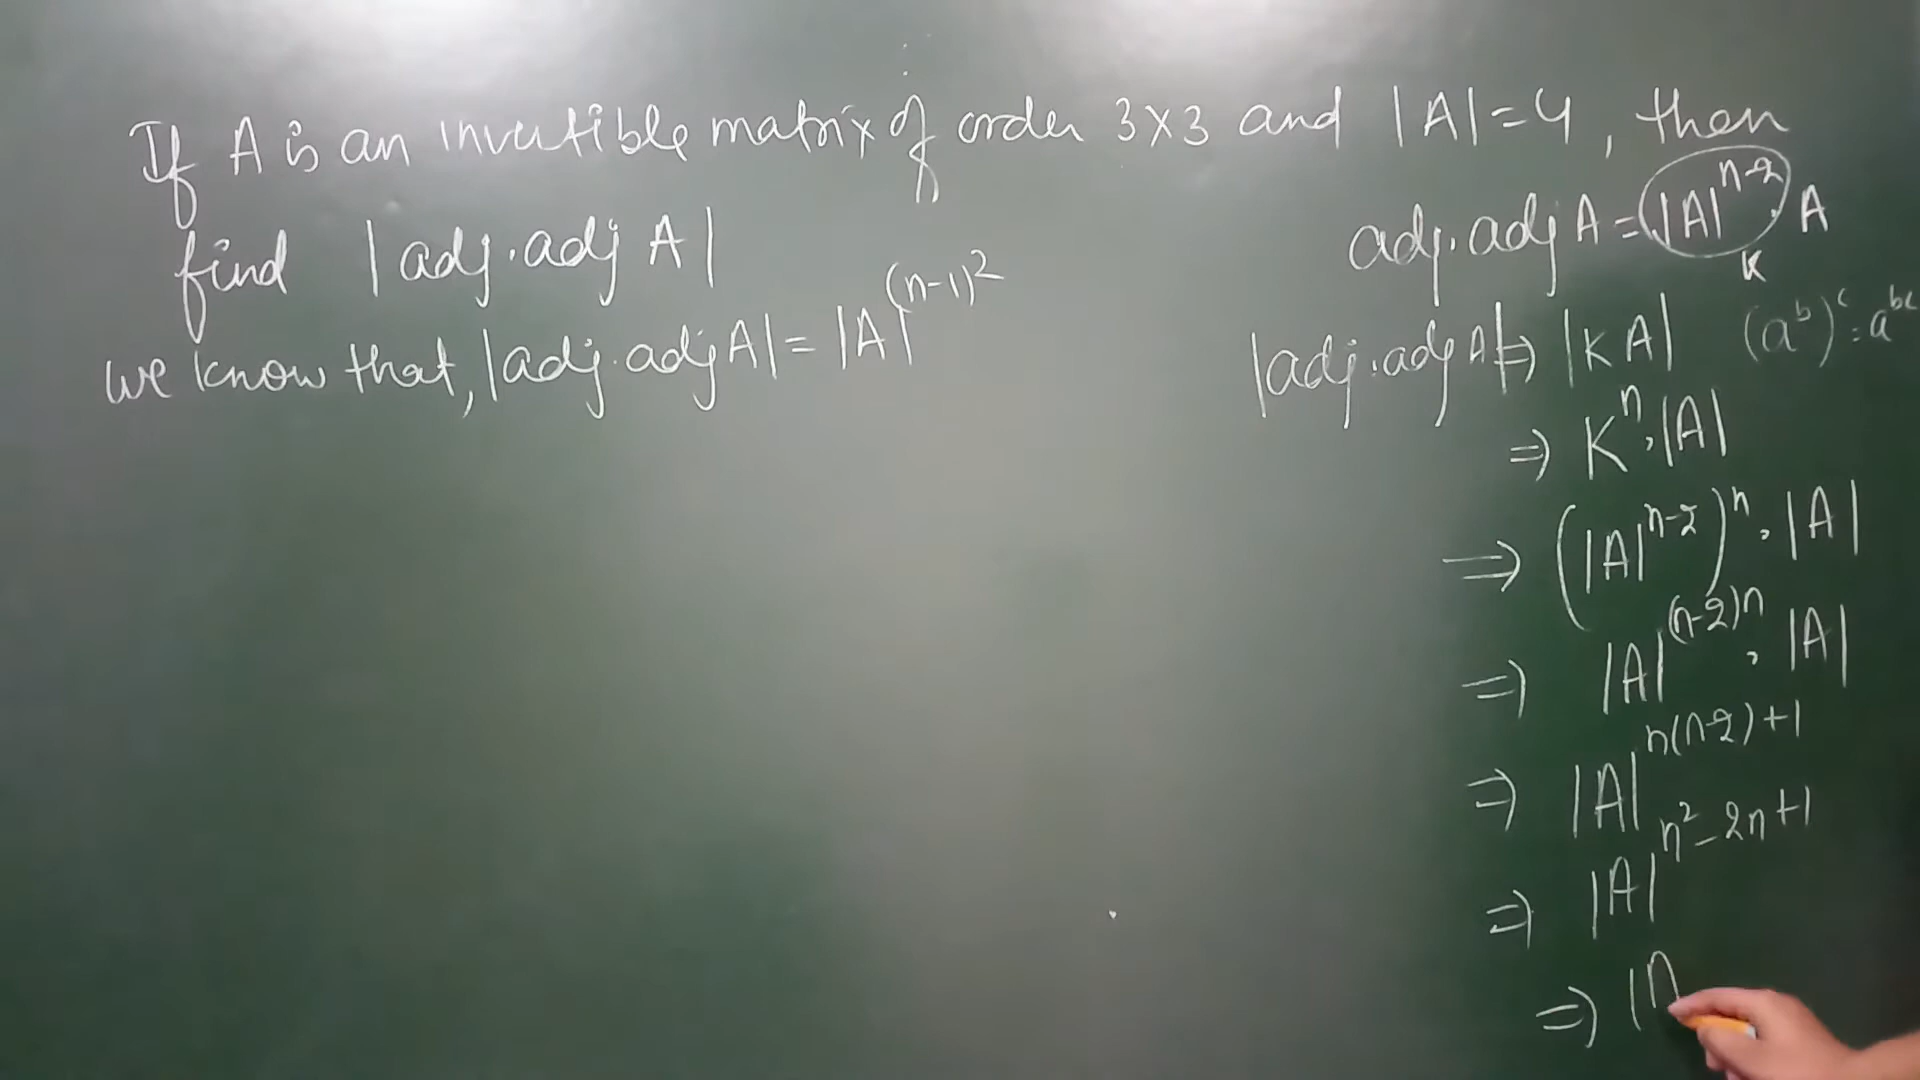 If A is an invertible matrix of order 3×3 and |A|=4, then
find |adj.adj A|
we know that, |adj.adj A| = |A|^(n-1)^2
adj.adj A = |A|^(n-2) . A
K
|adj.adj A| ⇒ |KA| (a^b)^c = a^bc
⇒ K^n . |A|
⇒ (|A|^(n-2))^n . |A|
⇒ |A|^((n-2)n) . |A|
⇒ |A|^(n(n-2)+1)
⇒ |A|^(n^2-2n+1)
⇒